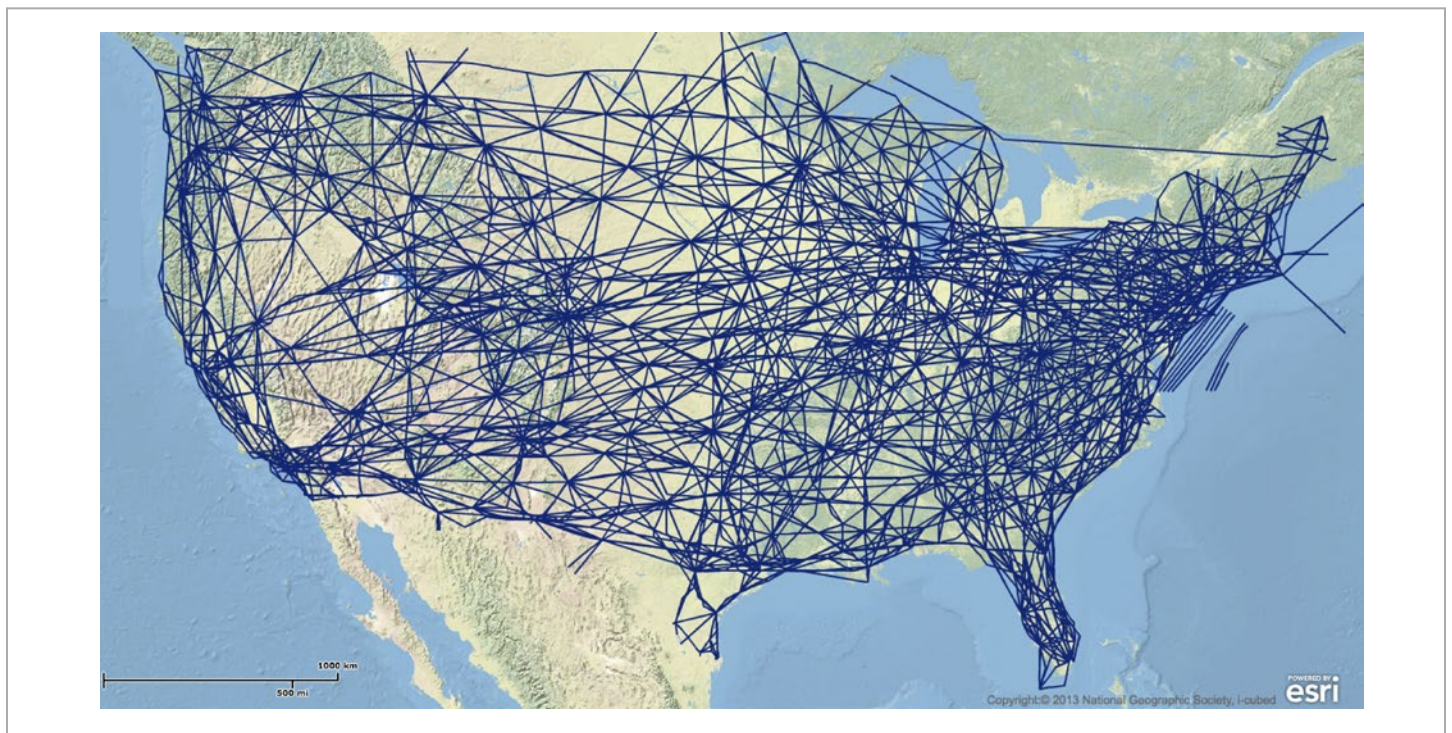 1000 km
500 mi
Copyright:© 2013 National Geographic Society, i-cubed
POWERED BY
esri